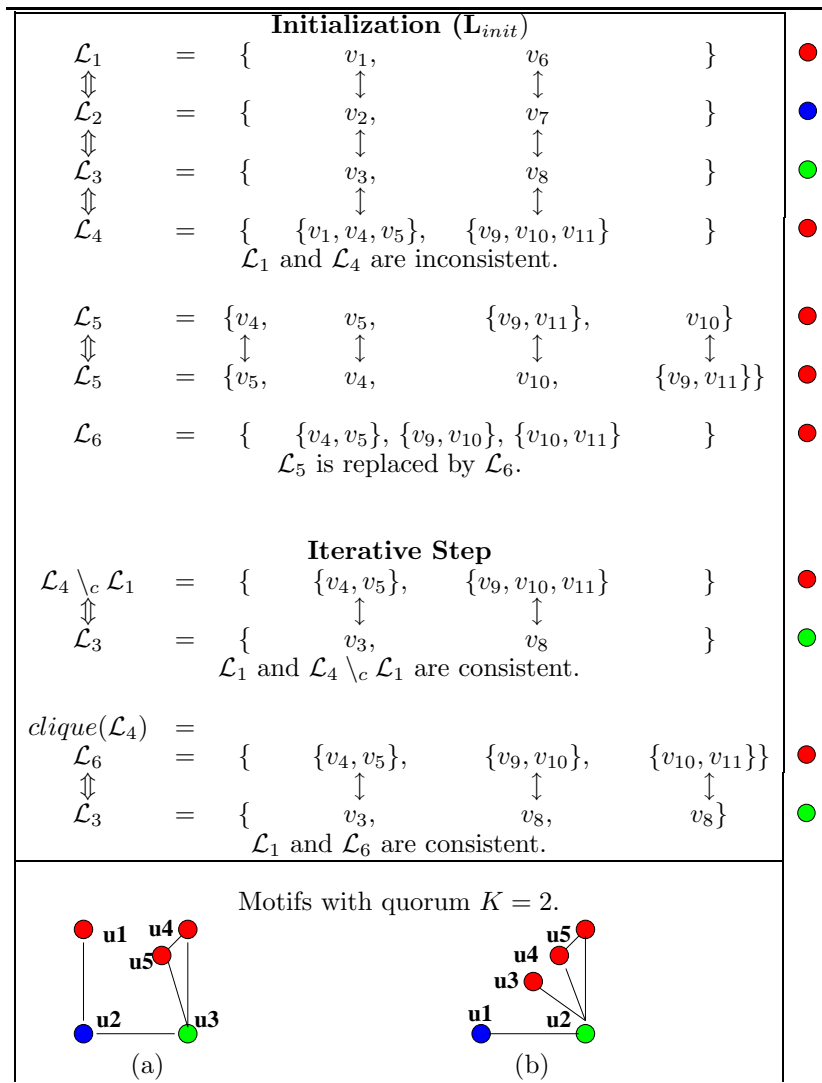 Initialization (L_init)
ℒ1 = { v1, v6 }
⇕ ↕ ↕
ℒ2 = { v2, v7 }
⇕ ↕ ↕
ℒ3 = { v3, v8 }
⇕ ↕ ↕
ℒ4 = { {v1, v4, v5}, {v9, v10, v11} }
ℒ1 and ℒ4 are inconsistent.
ℒ5 = {v4, v5, {v9, v11}, v10}
⇕ ↕ ↕ ↕ ↕
ℒ5 = {v5, v4, v10, {v9, v11}}
ℒ6 = { {v4, v5}, {v9, v10}, {v10, v11} }
ℒ5 is replaced by ℒ6.
Iterative Step
ℒ4 \c ℒ1 = { {v4, v5}, {v9, v10, v11} }
⇕ ↕ ↕
ℒ3 = { v3, v8 }
ℒ1 and ℒ4 \c ℒ1 are consistent.
clique(ℒ4) =
ℒ6 = { {v4, v5}, {v9, v10}, {v10, v11}}
⇕ ↕ ↕ ↕
ℒ3 = { v3, v8, v8}
ℒ1 and ℒ6 are consistent.
Motifs with quorum K = 2.
u1 u4 u5
u5 u4
u3
u2 u3 u1 u2
(a) (b)